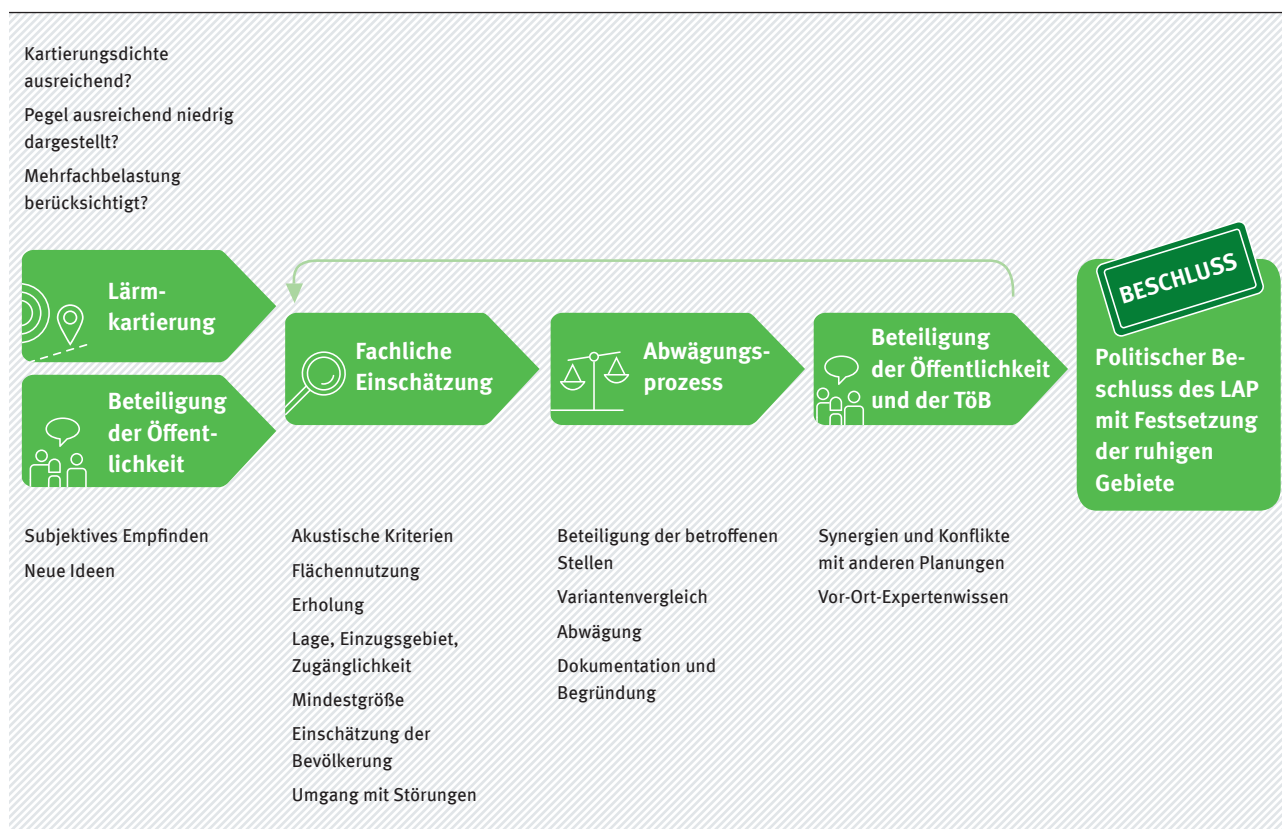 Kartierungsdichte
ausreichend?
Pegel ausreichend niedrig
dargestellt?
Mehrfachbelastung
berücksichtigt?
Lärm-
kartierung
Beteiligung
der Öffent-
lichkeit
Subjektives Empfinden
Neue Ideen
Fachliche
Einschätzung
Akustische Kriterien
Flächennutzung
Erholung
Lage, Einzugsgebiet,
Zugänglichkeit
Mindestgröße
Einschätzung der
Bevölkerung
Umgang mit Störungen
Abwägungs-
prozess
Beteiligung der betroffenen
Stellen
Variantenvergleich
Abwägung
Dokumentation und
Begründung
Beteiligung
der Öffentlichkeit
und der TöB
Synergien und Konflikte
mit anderen Planungen
Vor-Ort-Expertenwissen
BESCHLUSS
Politischer Be-
schluss des LAP
mit Festsetzung
der ruhigen
Gebiete